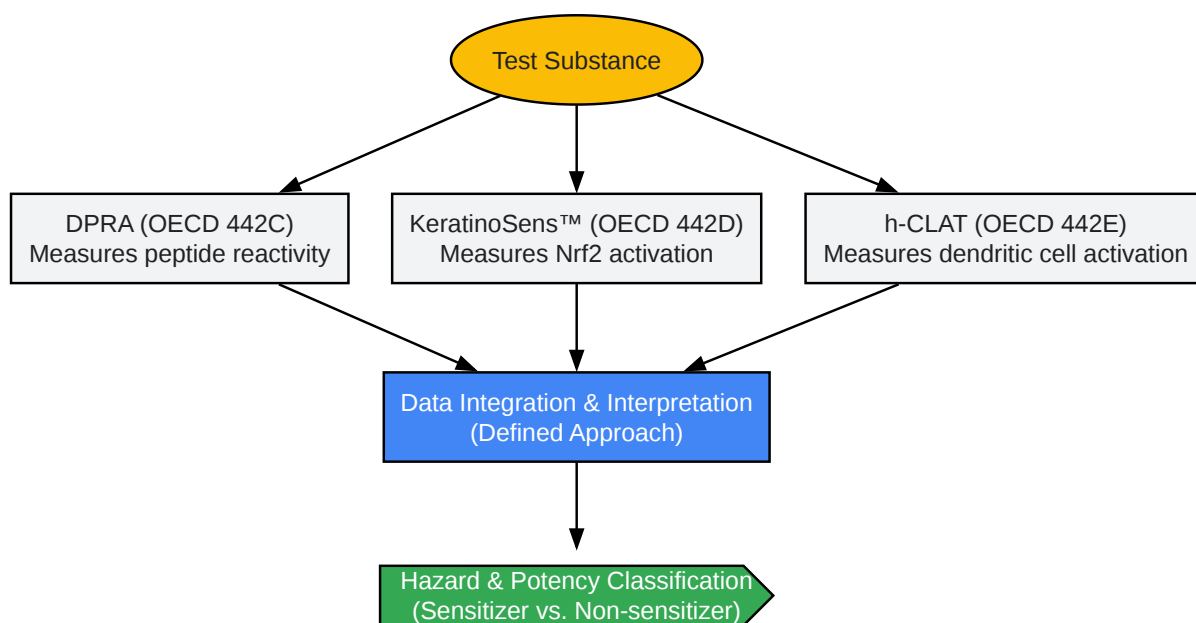 Test Substance
DPRA (OECD 442C)
Measures peptide reactivity
KeratinoSens™ (OECD 442D)
Measures Nrf2 activation
h-CLAT (OECD 442E)
Measures dendritic cell activation
Data Integration & Interpretation
(Defined Approach)
Hazard & Potency Classification
(Sensitizer vs. Non-sensitizer)